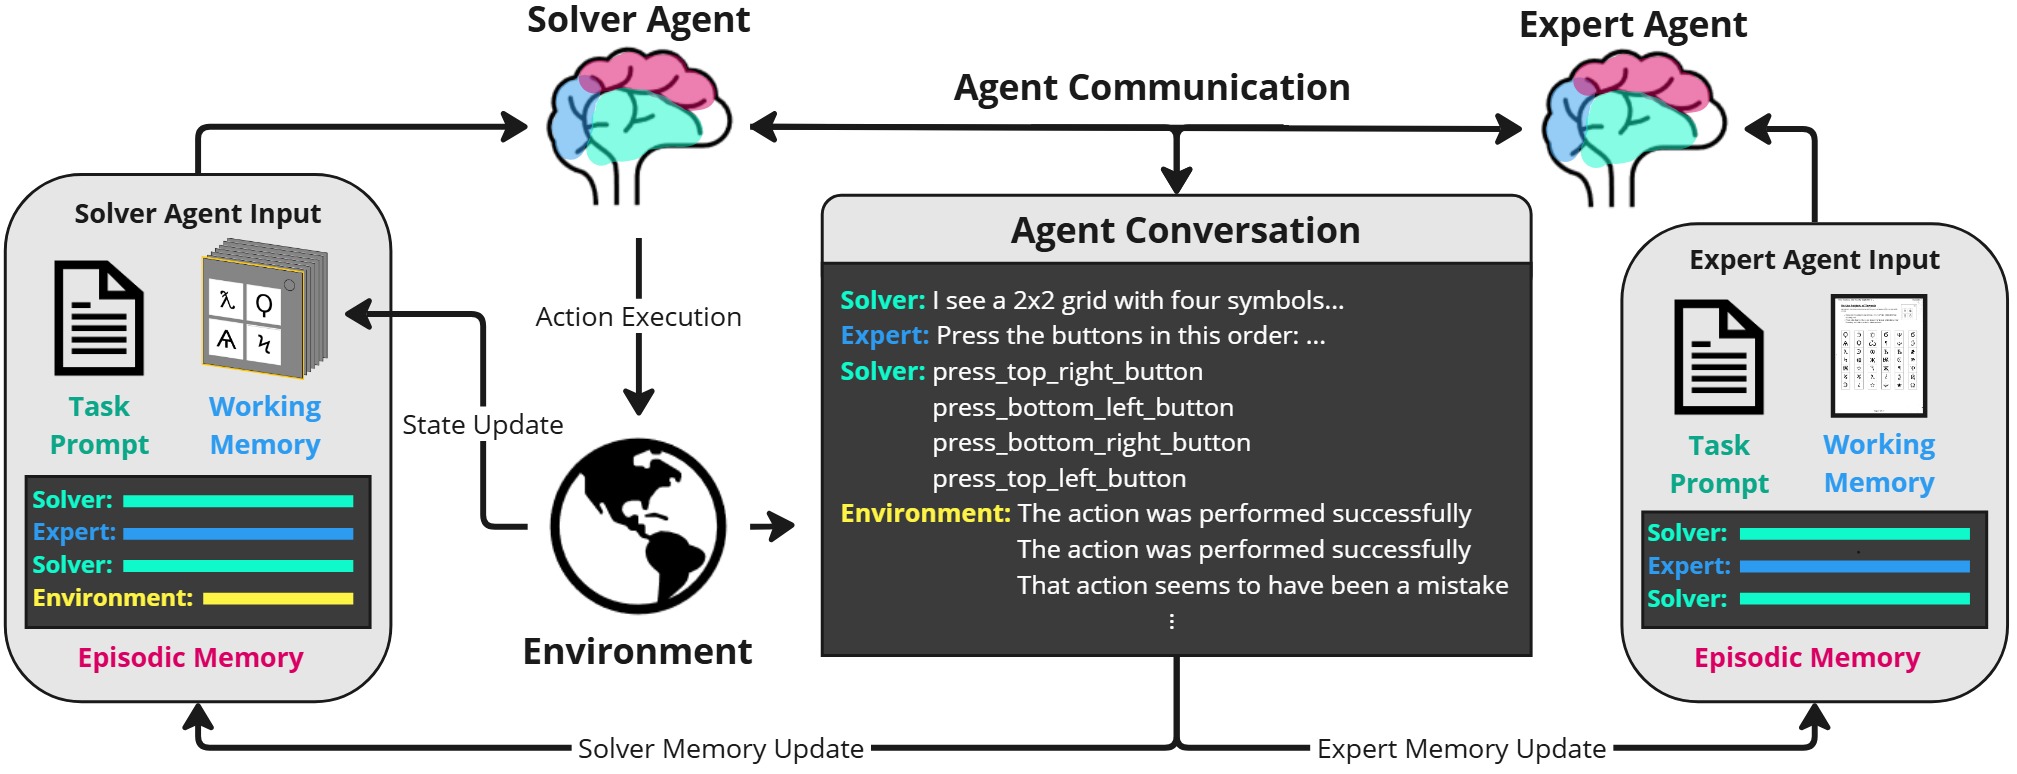 Solver Agent
Expert Agent
Agent Communication
Solver Agent Input
Task
Prompt
Working
Memory
Solver:
Expert:
Solver:
Environment:
Episodic Memory
Action Execution
State Update
Environment
Agent Conversation
Solver: I see a 2x2 grid with four symbols...
Expert: Press the buttons in this order: ...
Solver: press_top_right_button
press_bottom_left_button
press_bottom_right_button
press_top_left_button
Environment: The action was performed successfully
The action was performed successfully
That action seems to have been a mistake
⋮
Expert Agent Input
Task
Prompt
Working
Memory
Solver:
Expert:
Solver:
Episodic Memory
Solver Memory Update
Expert Memory Update